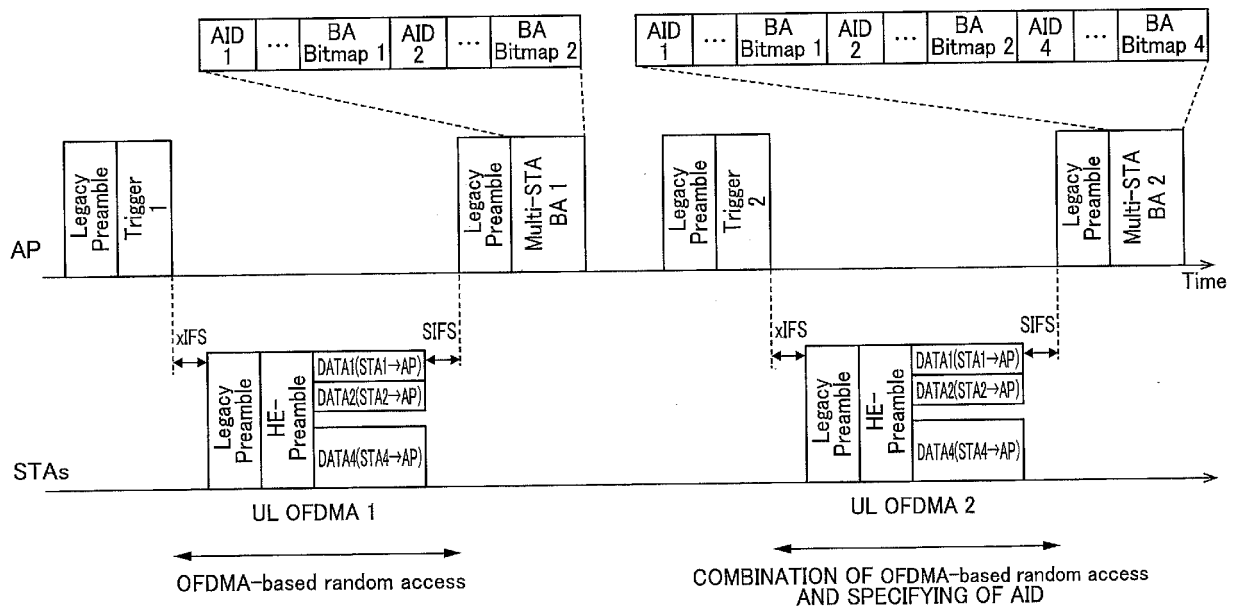 AID 1 ... BA Bitmap 1 AID 2 ... BA Bitmap 2
AID 1 ... BA Bitmap 1 AID 2 ... BA Bitmap 2 AID 4 ... BA Bitmap 4
AP
Legacy Preamble
Trigger 1
Legacy Preamble
Multi-STA BA 1
Legacy Preamble
Trigger 2
Legacy Preamble
Multi-STA BA 2
Time
xIFS
SIFS
xIFS
SIFS
STAs
Legacy Preamble
HE-Preamble
DATA1(STA1→AP)
DATA2(STA2→AP)
DATA4(STA4→AP)
Legacy Preamble
HE-Preamble
DATA1(STA1→AP)
DATA2(STA2→AP)
DATA4(STA4→AP)
UL OFDMA 1
UL OFDMA 2
OFDMA-based random access
COMBINATION OF OFDMA-based random access
AND SPECIFYING OF AID